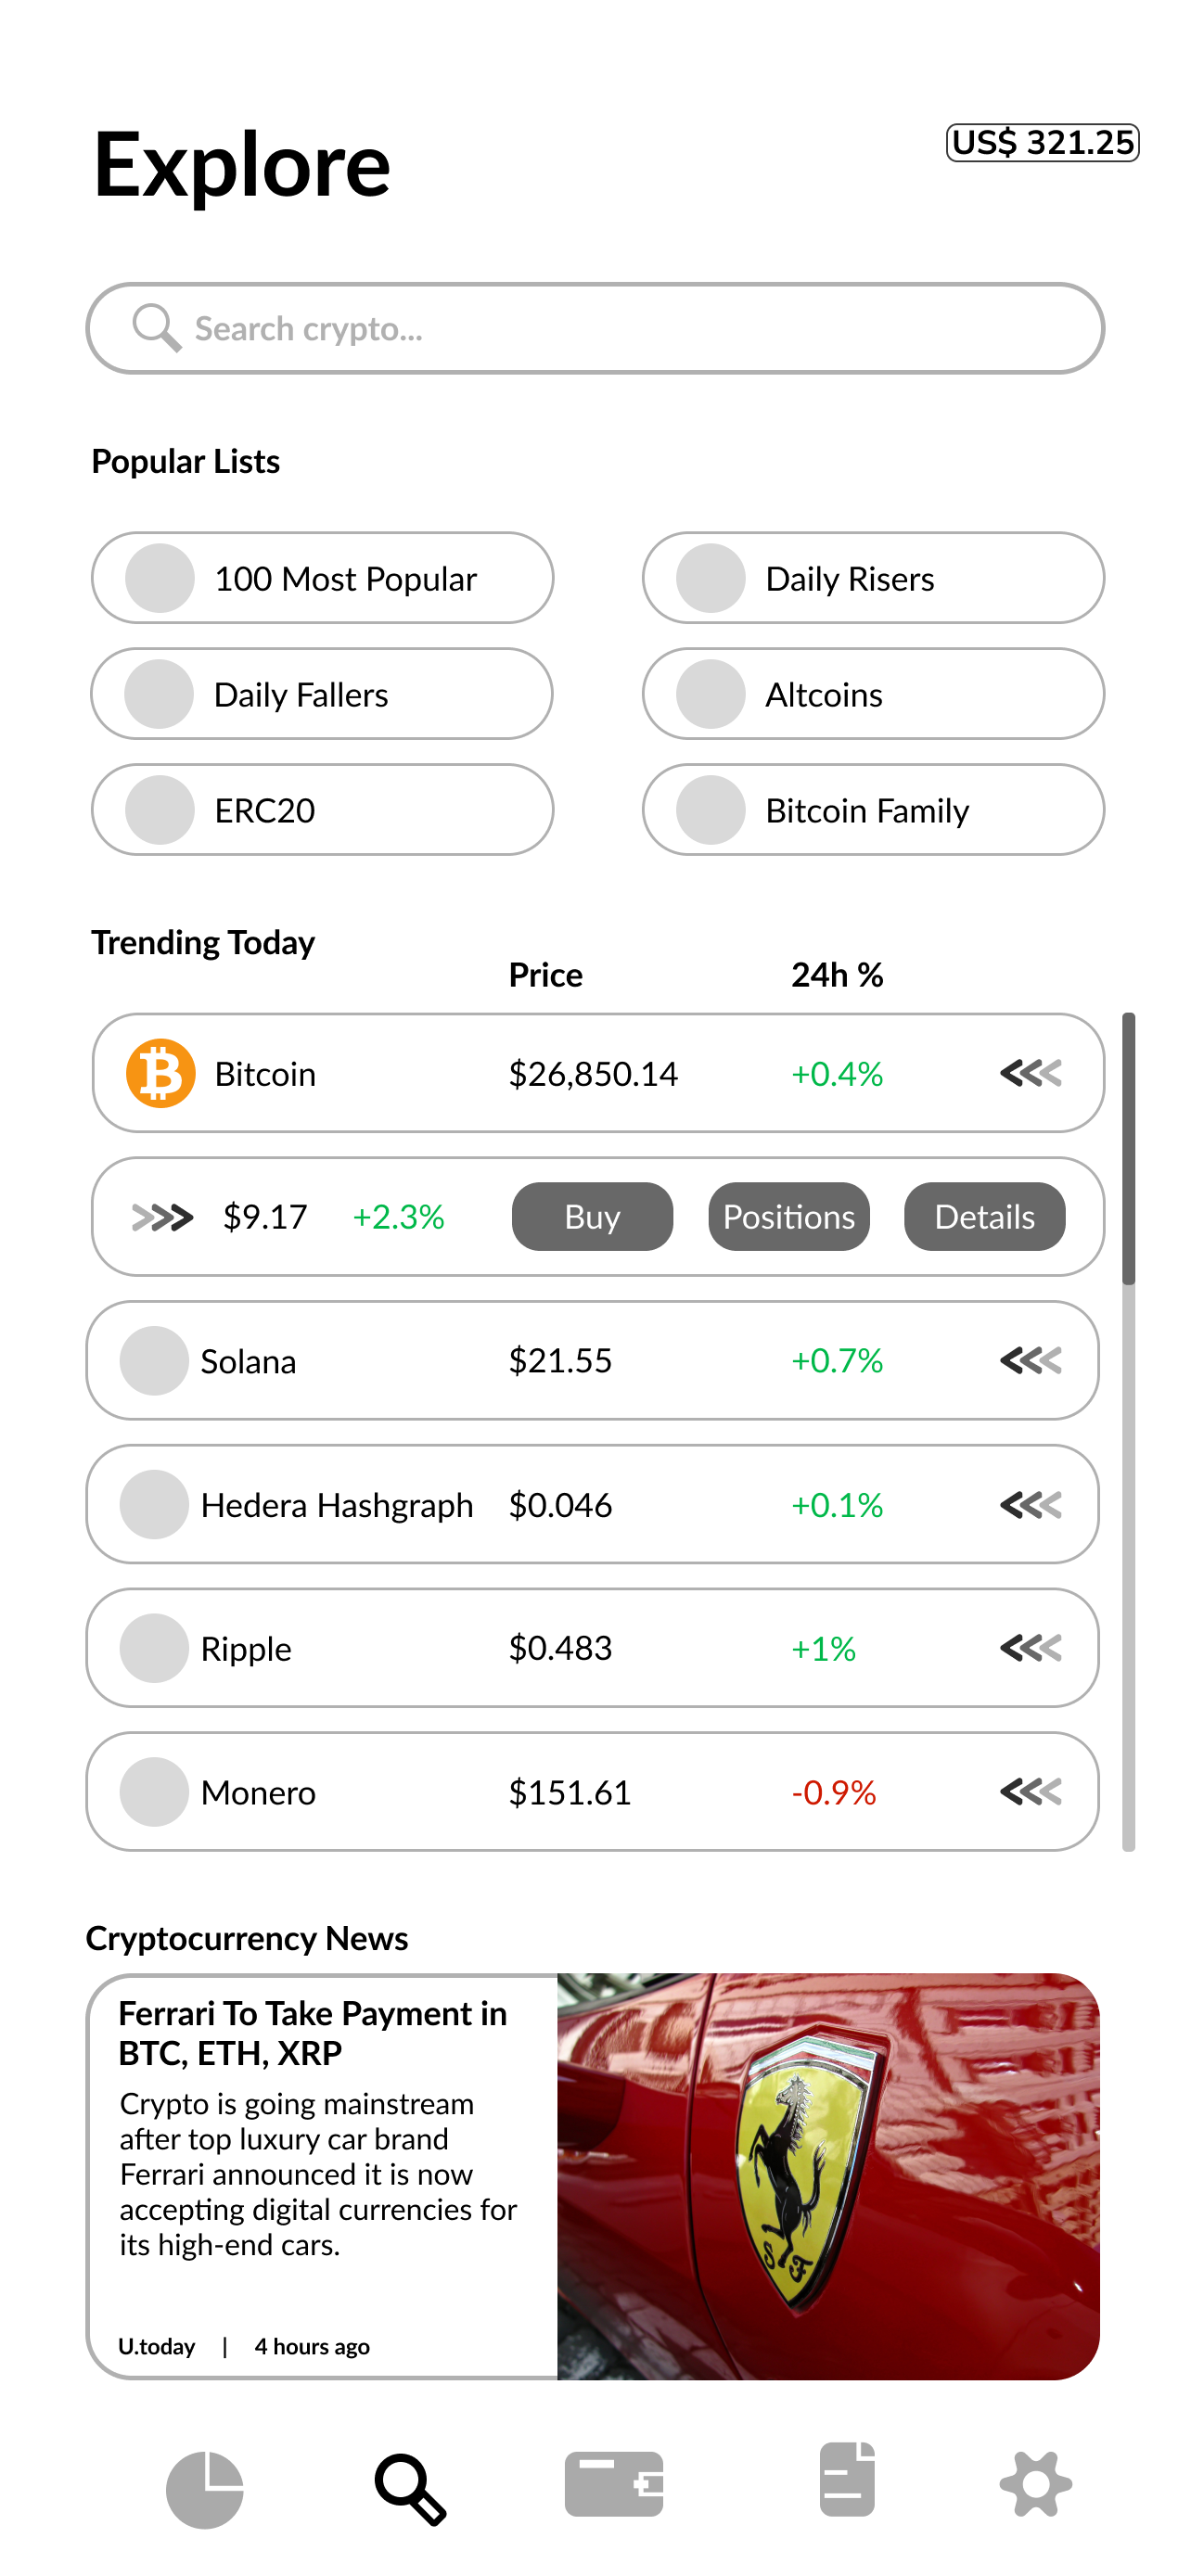 Explore
US$ 321.25
Search crypto...
Popular Lists
100 Most Popular
Daily Risers
Daily Fallers
Altcoins
ERC20
Bitcoin Family
Trending Today
Price 24h %
Bitcoin $26,850.14 +0.4%
$9.17 +2.3% Buy Positions Details
Solana $21.55 +0.7%
Hedera Hashgraph $0.046 +0.1%
Ripple $0.483 +1%
Monero $151.61 -0.9%
Cryptocurrency News
Ferrari To Take Payment in
BTC, ETH, XRP
Crypto is going mainstream
after top luxury car brand
Ferrari announced it is now
accepting digital currencies for
its high-end cars.
U.today | 4 hours ago
S F